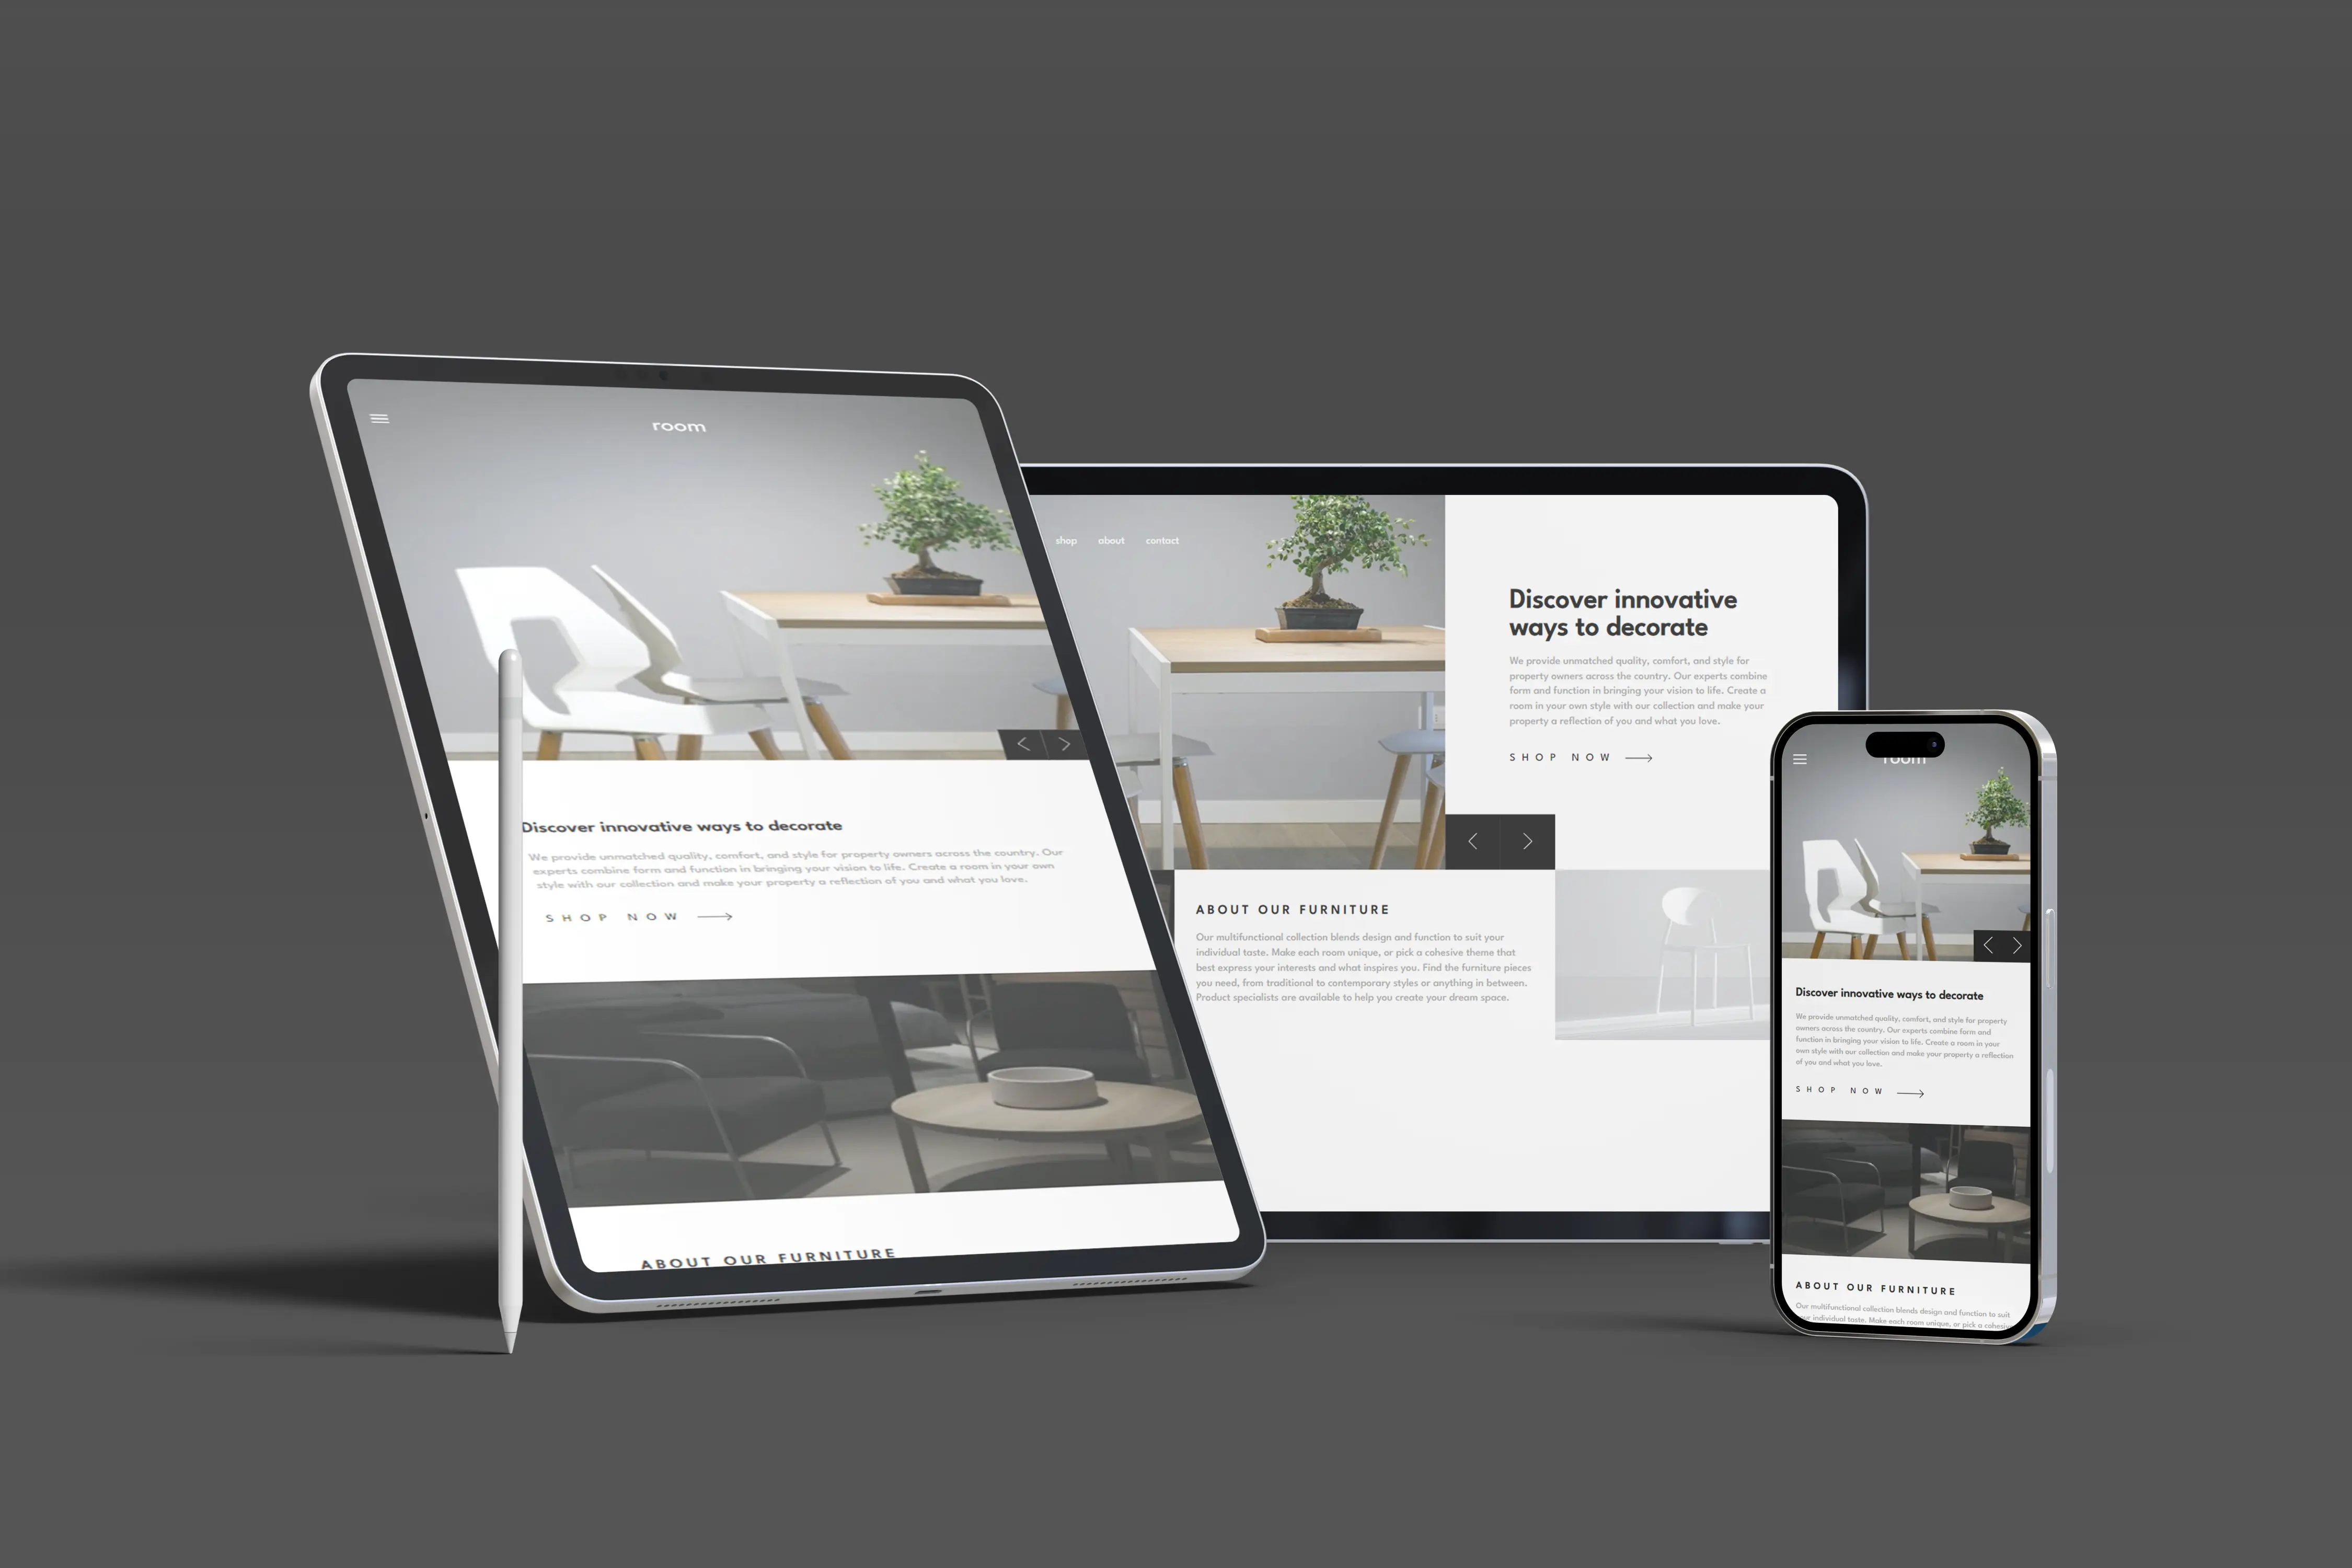 room
Discover innovative ways to decorate
We provide unmatched quality, comfort, and style for property owners across the country. Our
experts combine form and function in bringing your vision to life. Create a room in your own
style with our collection and make your property a reflection of you and what you love.
SHOP NOW
ABOUT OUR FURNITURE
shop about contact
Discover innovative
ways to decorate
We provide unmatched quality, comfort, and style for
property owners across the country. Our experts combine
form and function in bringing your vision to life. Create a
room in your own style with our collection and make your
property a reflection of you and what you love.
SHOP NOW
ABOUT OUR FURNITURE
Our multifunctional collection blends design and function to suit your
individual taste. Make each room unique, or pick a cohesive theme that
best express your interests and what inspires you. Find the furniture pieces
you need, from traditional to contemporary styles or anything in between.
Product specialists are available to help you create your dream space.
room
Discover innovative ways to decorate
We provide unmatched quality, comfort, and style for property
owners across the country. Our experts combine form and
function in bringing your vision to life. Create a room in your
own style with our collection and make your property a reflection
of you and what you love.
SHOP NOW
ABOUT OUR FURNITURE
Our multifunctional collection blends design and function to suit
our individual taste. Make each room unique, or pick a cohesive